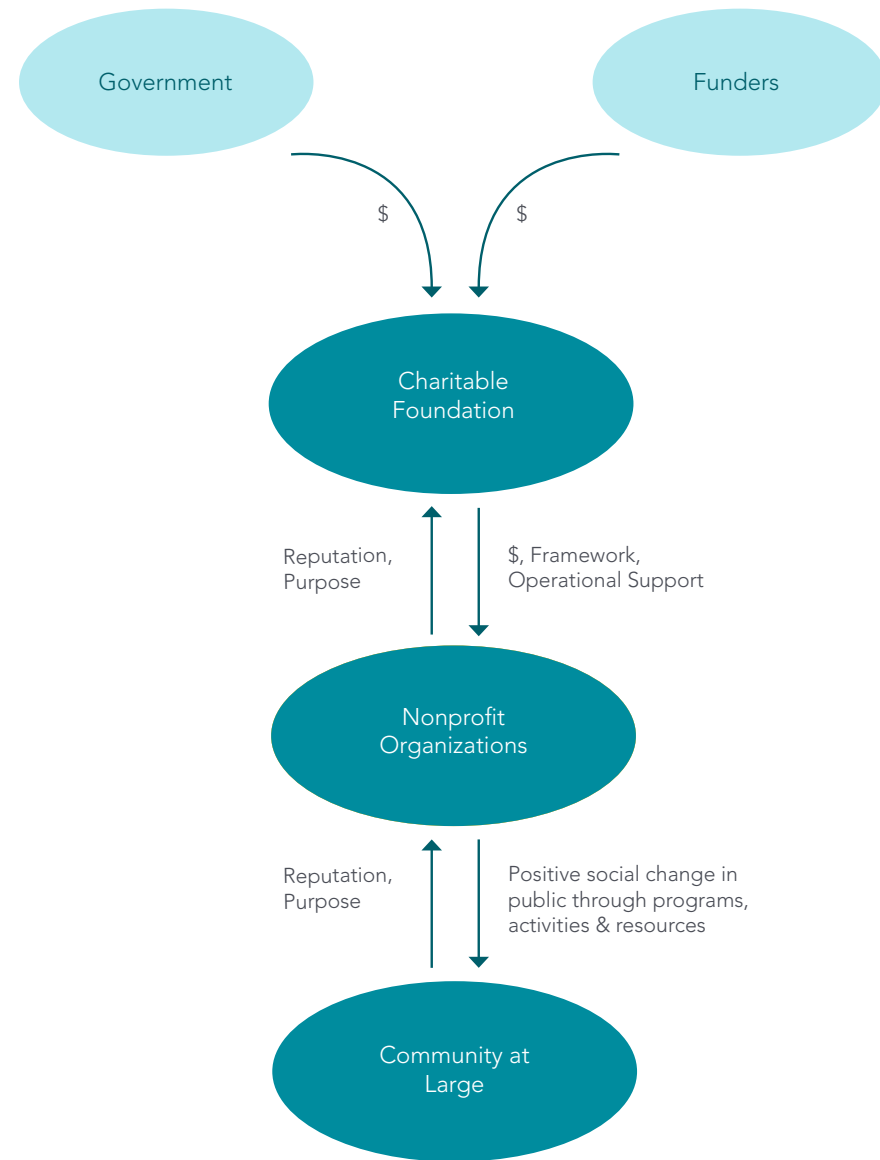 Government
Funders
$
$
Charitable
Foundation
Reputation,
Purpose
$, Framework,
Operational Support
Nonprofit
Organizations
Reputation,
Purpose
Positive social change in
public through programs,
activities & resources
Community at
Large